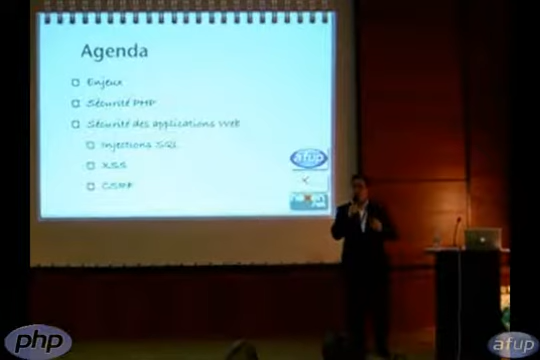 Agenda
Enjeux
Sécurité PHP
Sécurité des applications Web
Injections SQL
XSS
CSRF
afup
php
afup